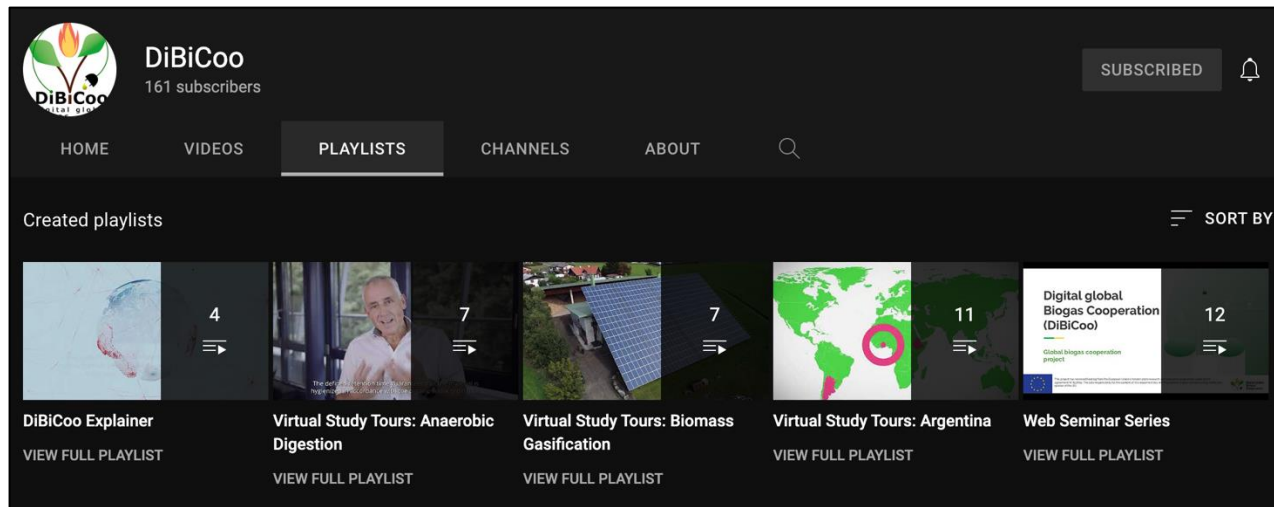 DiBiCoo
DiBiCoo
161 subscribers
SUBSCRIBED
HOME
VIDEOS
PLAYLISTS
CHANNELS
ABOUT
Created playlists
SORT BY
4
7
7
11
Digital global
Biogas Cooperation
(DiBiCoo)
Global biogas cooperation
project
12
DiBiCoo Explainer
VIEW FULL PLAYLIST
Virtual Study Tours: Anaerobic
Digestion
VIEW FULL PLAYLIST
Virtual Study Tours: Biomass
Gasification
VIEW FULL PLAYLIST
Virtual Study Tours: Argentina
VIEW FULL PLAYLIST
Web Seminar Series
VIEW FULL PLAYLIST